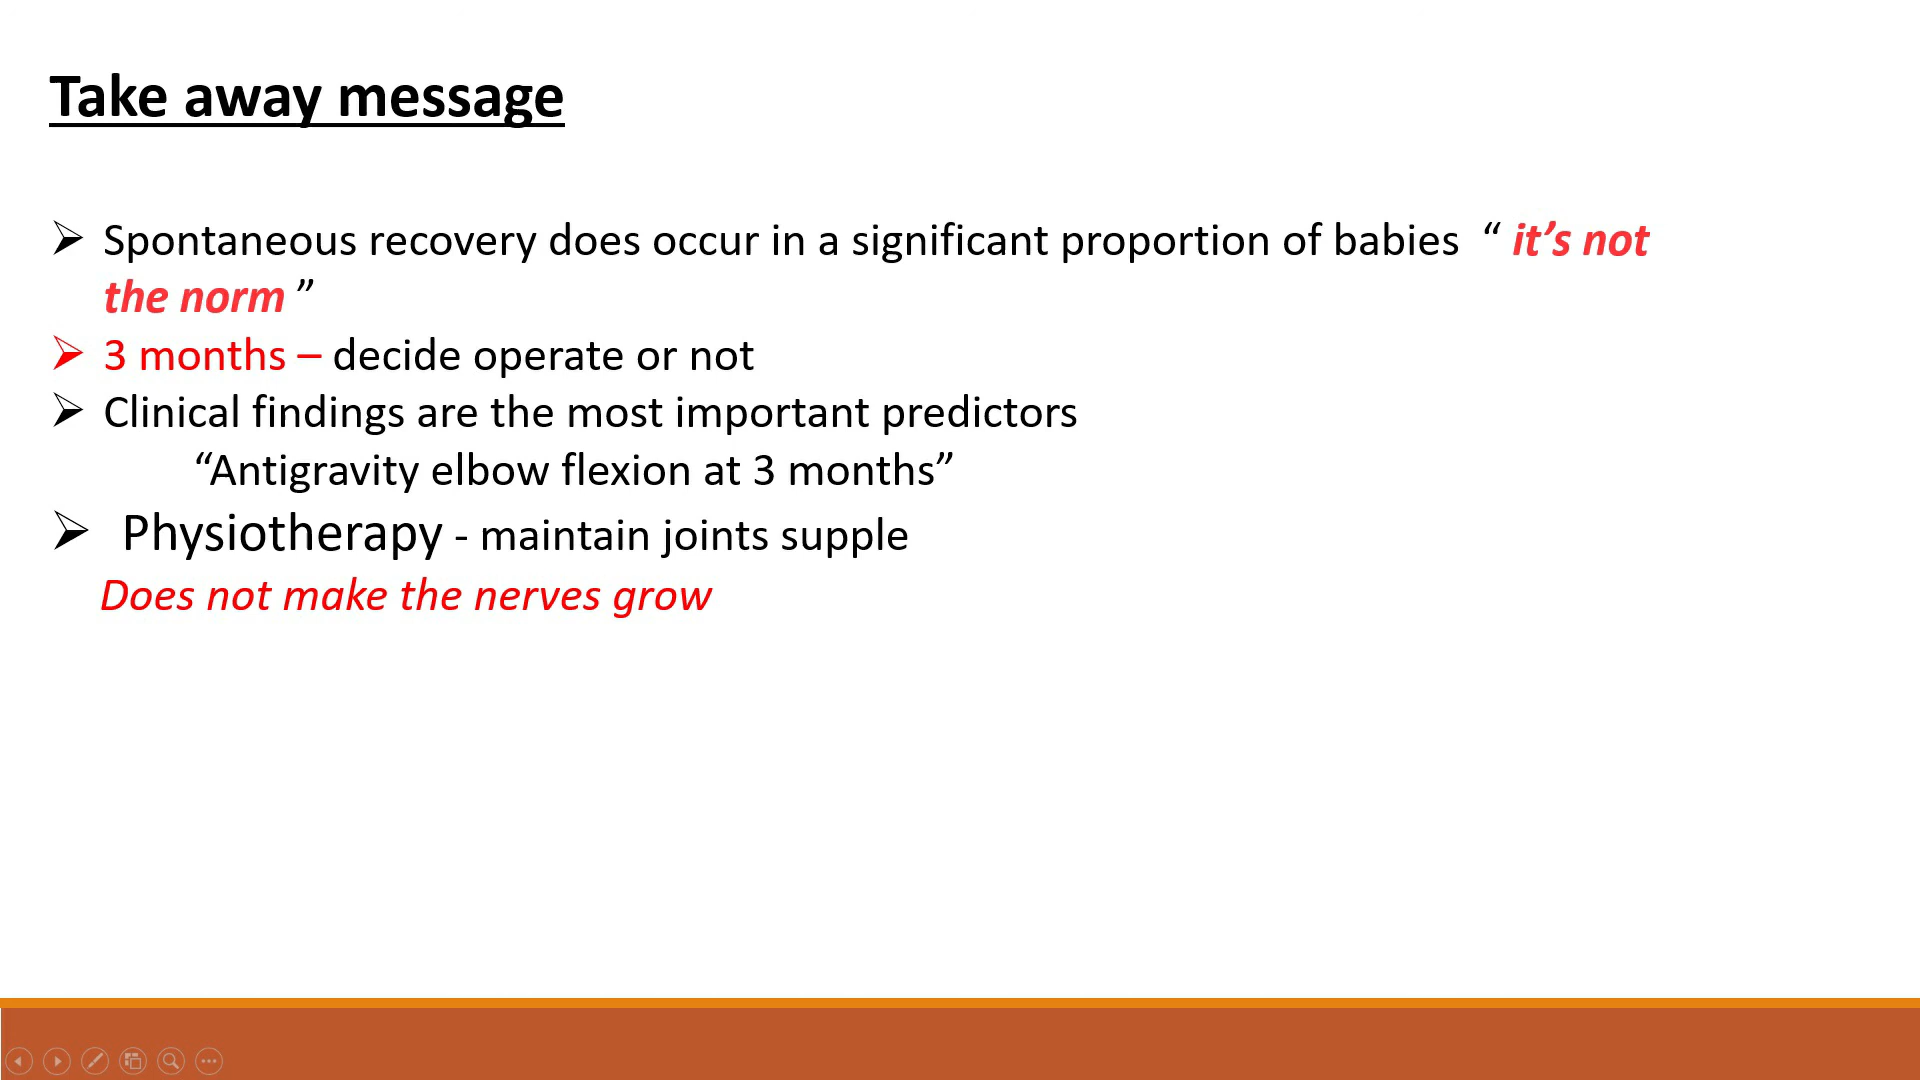 Take away message
➢ Spontaneous recovery does occur in a significant proportion of babies “ it’s not
the norm ”
➢ 3 months – decide operate or not
➢ Clinical findings are the most important predictors
“Antigravity elbow flexion at 3 months”
➢ Physiotherapy - maintain joints supple
Does not make the nerves grow